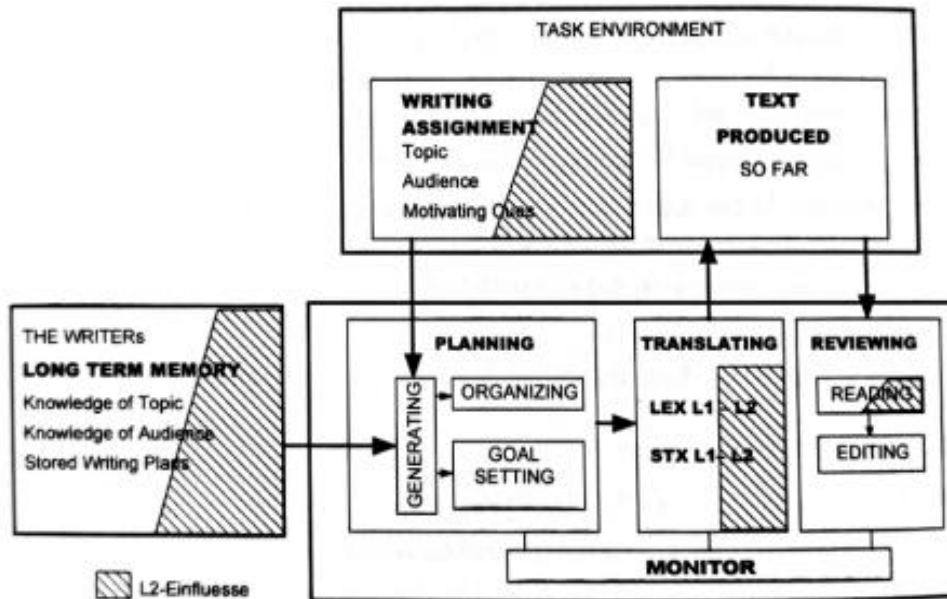 TASK ENVIRONMENT
WRITING
ASSIGNMENT
Topic
Audience
Motivating Cues
TEXT
PRODUCED
SO FAR
THE WRITERs
LONG TERM MEMORY
Knowledge of Topic
Knowledge of Audience
Stored Writing Plans
PLANNING
GENERATING
ORGANIZING
GOAL
SETTING
TRANSLATING
LEX L1 - L2
STX L1- L2
REVIEWING
READING
EDITING
MONITOR
L2-Einfluesse